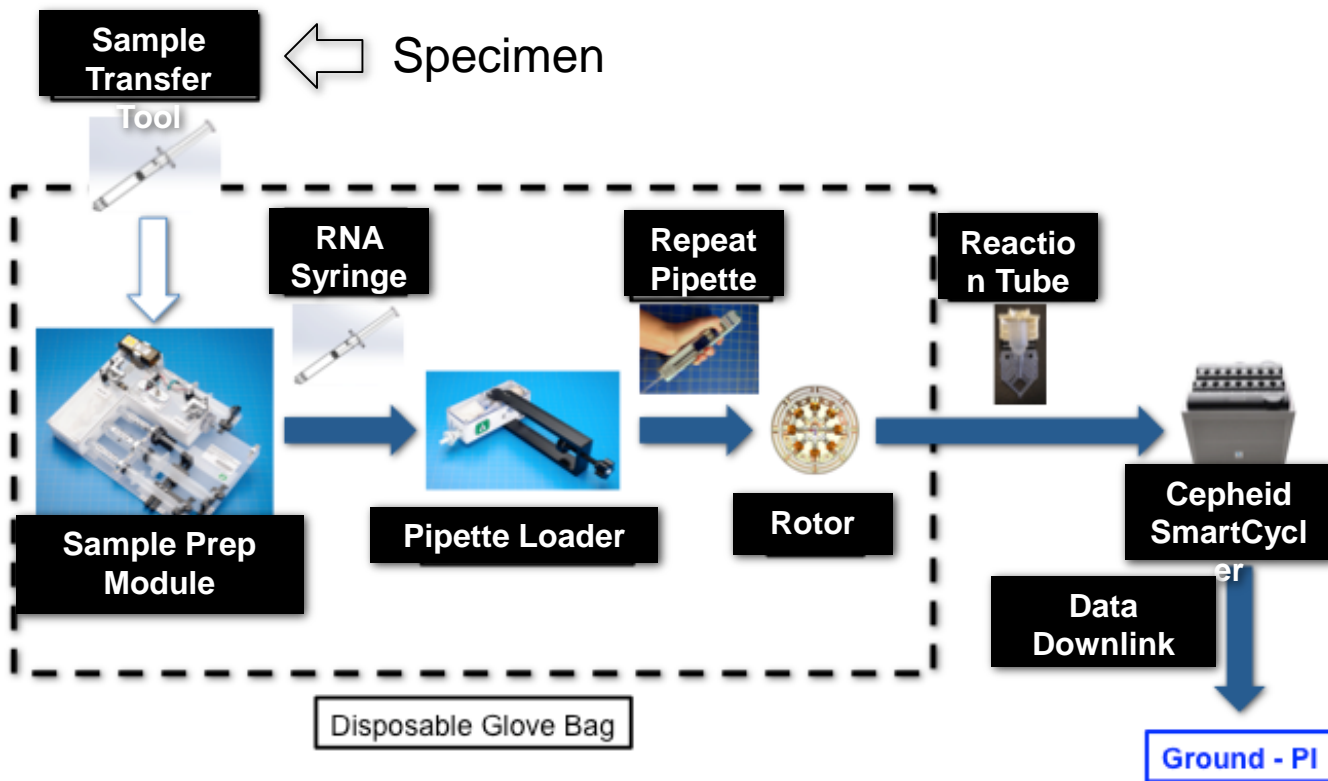 Sample
Transfer
Tool
Specimen
RNA
Syringe
Repeat
Pipette
Reactio
n Tube
Sample Prep
Module
Pipette Loader
Rotor
Cepheid
SmartCycl
er
Data
Downlink
Disposable Glove Bag
Ground - PI